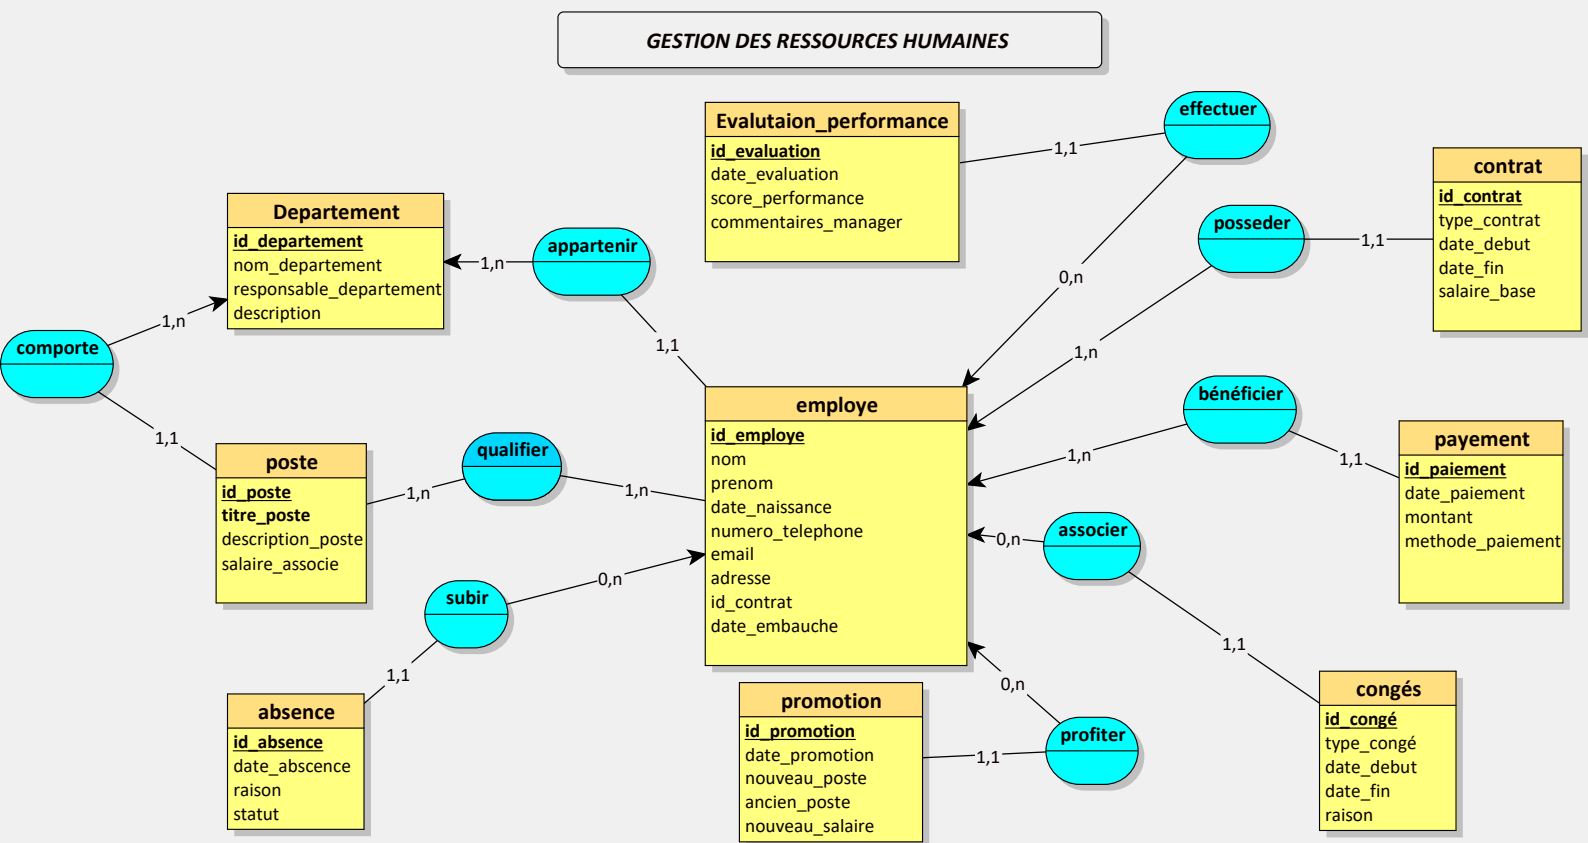 GESTION DES RESSOURCES HUMAINES
effectuer
Evalutaion_performance
id_evaluation
date_evaluation
score_performance
commentaires_manager
1,1
contrat
id_contrat
type_contrat
date_debut
date_fin
salaire_base
posseder
1,1
Departement
id_departement
nom_departement
responsable_departement
description
appartenir
1,n
0,n
1,n
comporte
1,1
1,n
1,1
employe
id_employe
nom
prenom
date_naissance
numero_telephone
email
adresse
id_contrat
date_embauche
bénéficier
1,n
1,1
payement
id_paiement
date_paiement
montant
methode_paiement
poste
id_poste
titre_poste
description_poste
salaire_associe
qualifier
1,n
1,n
associer
0,n
1,1
subir
0,n
1,1
absence
id_absence
date_abscence
raison
statut
promotion
id_promotion
date_promotion
nouveau_poste
ancien_poste
nouveau_salaire
0,n
profiter
1,1
congés
id_congé
type_congé
date_debut
date_fin
raison